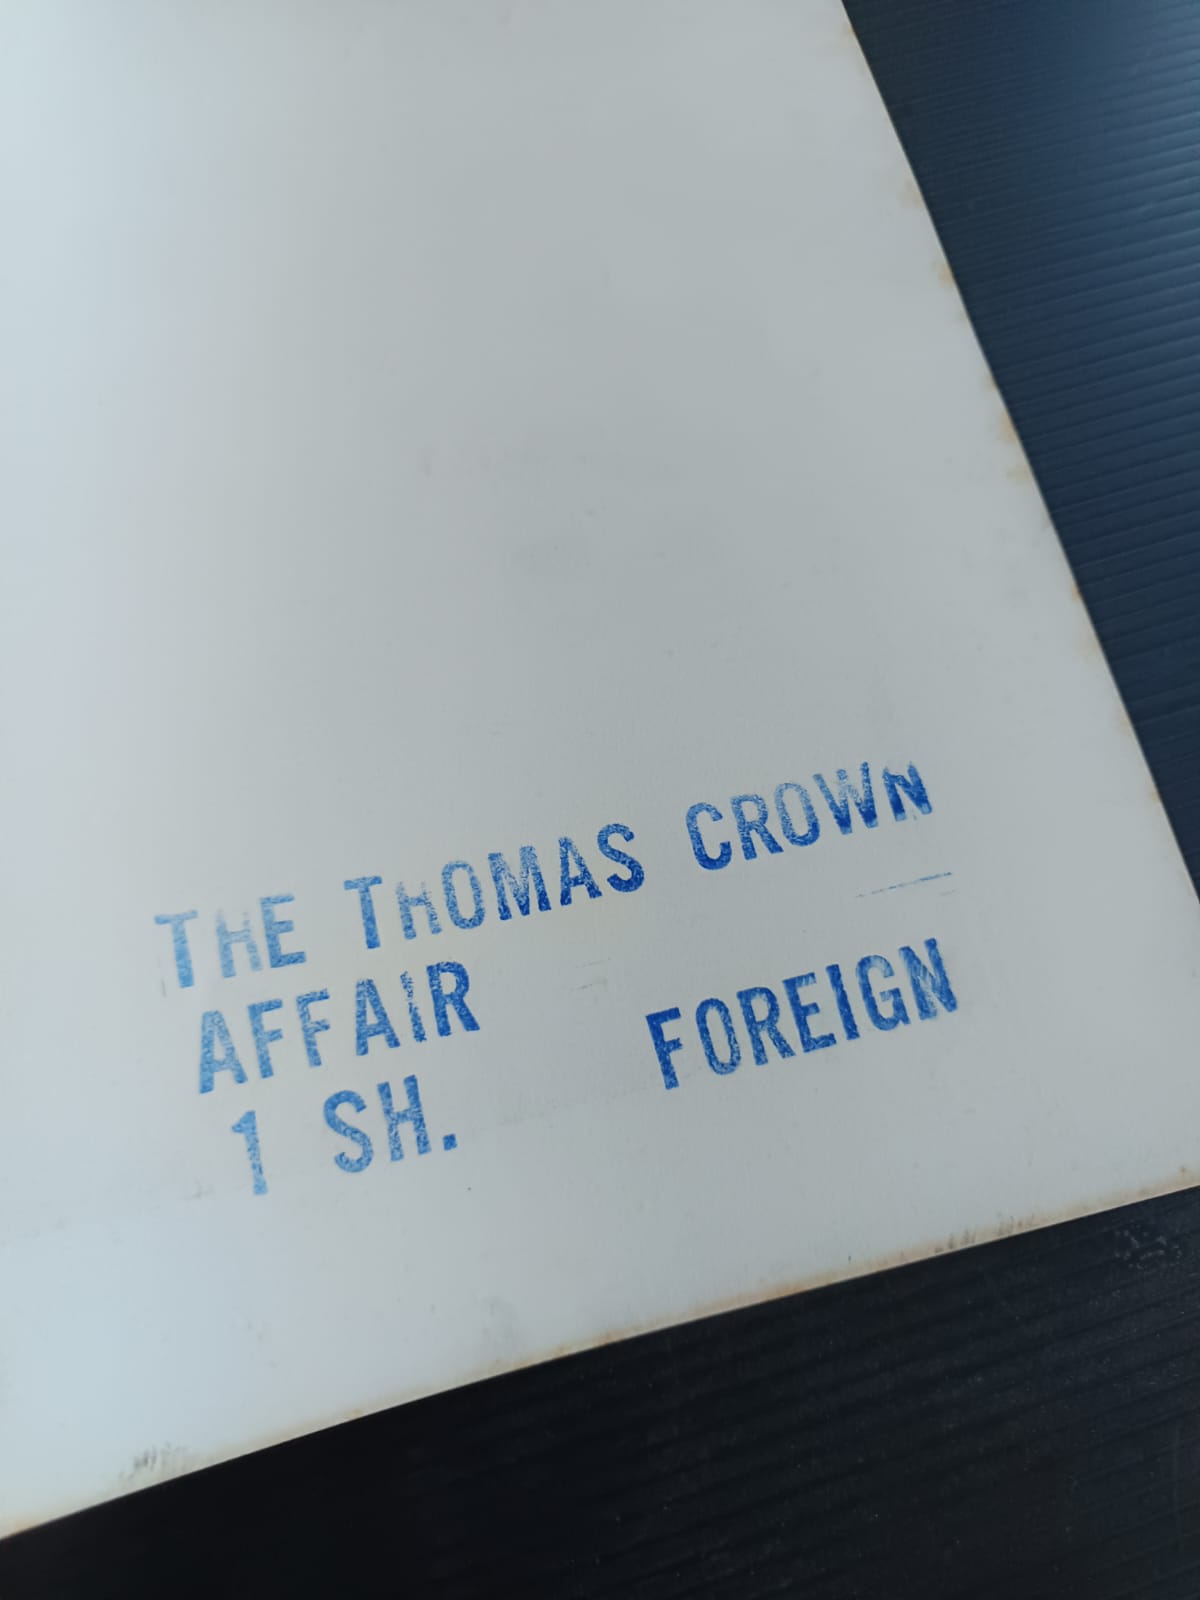 THE THOMAS CROWN
AFFAIR
FOREIGN
1 SH.